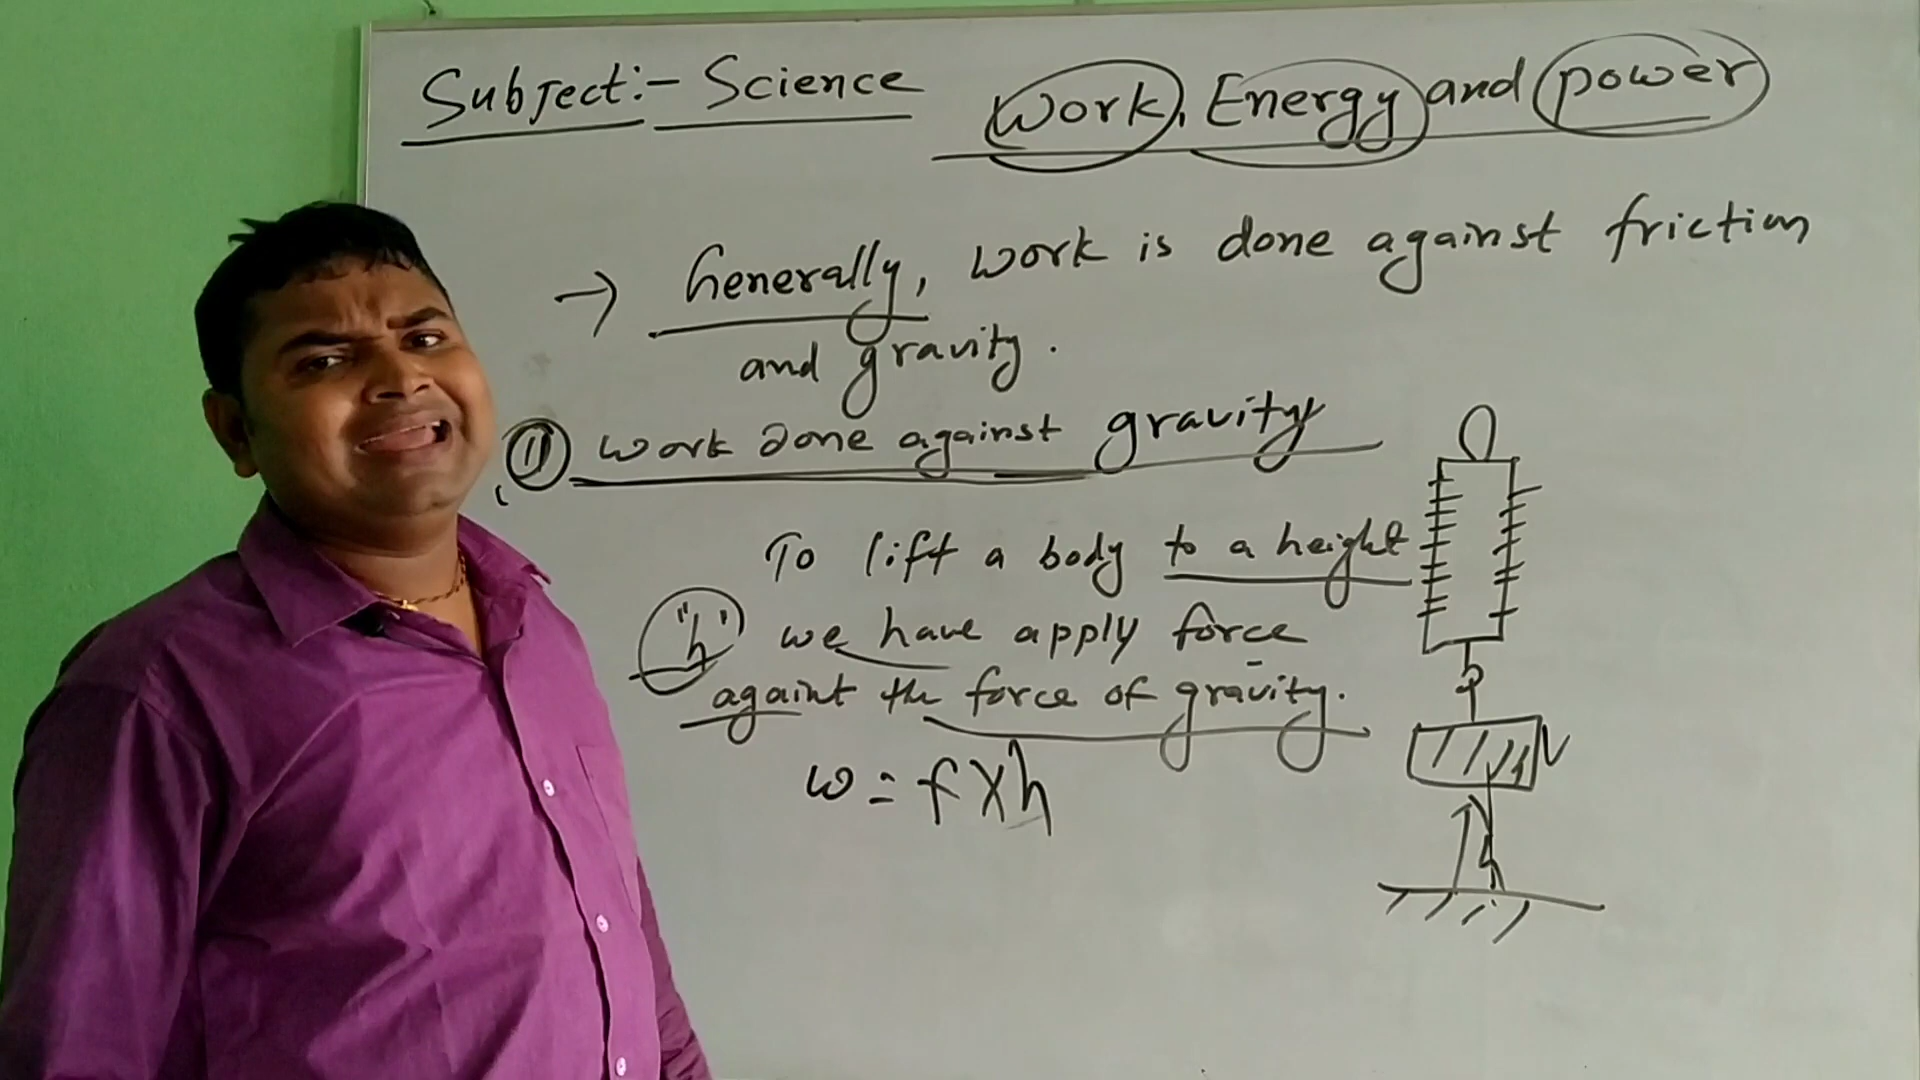 Subject:- Science
Work, Energy and power
→ Generally, work is done against friction
and gravity.
work done against gravity
To lift a body to a height
"h" we have apply force
againt the force of gravity.
w = f x h
h